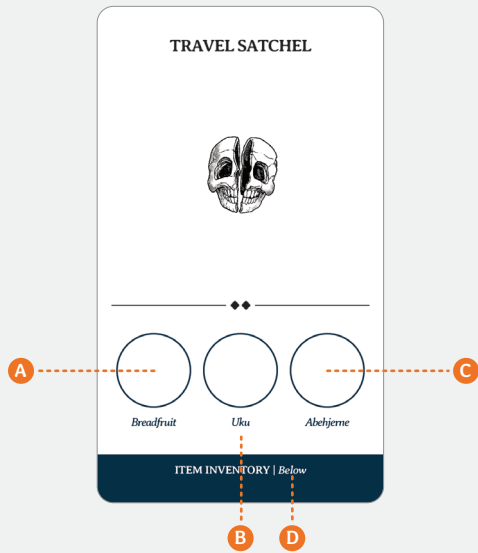 TRAVEL SATCHEL
A
C
Breadfruit Uku Abehjerne
ITEM INVENTORY | Below
B D